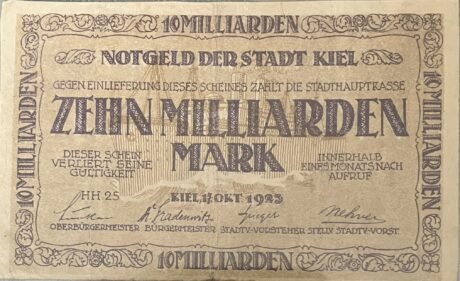 10 MILLIARDEN
NOTGELD DER STADT KIEL
GEGEN EINLIEFERUNG DIESES SCHEINES ZAHLT DIE STADTHAUPTKASSE
ZEHN MILLIARDEN
MARK
DIESER SCHEIN
VERLIERT SEINE
GÜLTIGKEIT
INNERHALB
EINES MONATS NACH
AUFRUF
HH 25
KIEL, 17. OKT 1923
OBERBÜRGERMEISTER BÜRGERMEISTER STADTV.-VORSTEHER STELLV. STADTV.-VORST.
10 MILLIARDEN
10 MILLIARDEN
10 MILLIARDEN